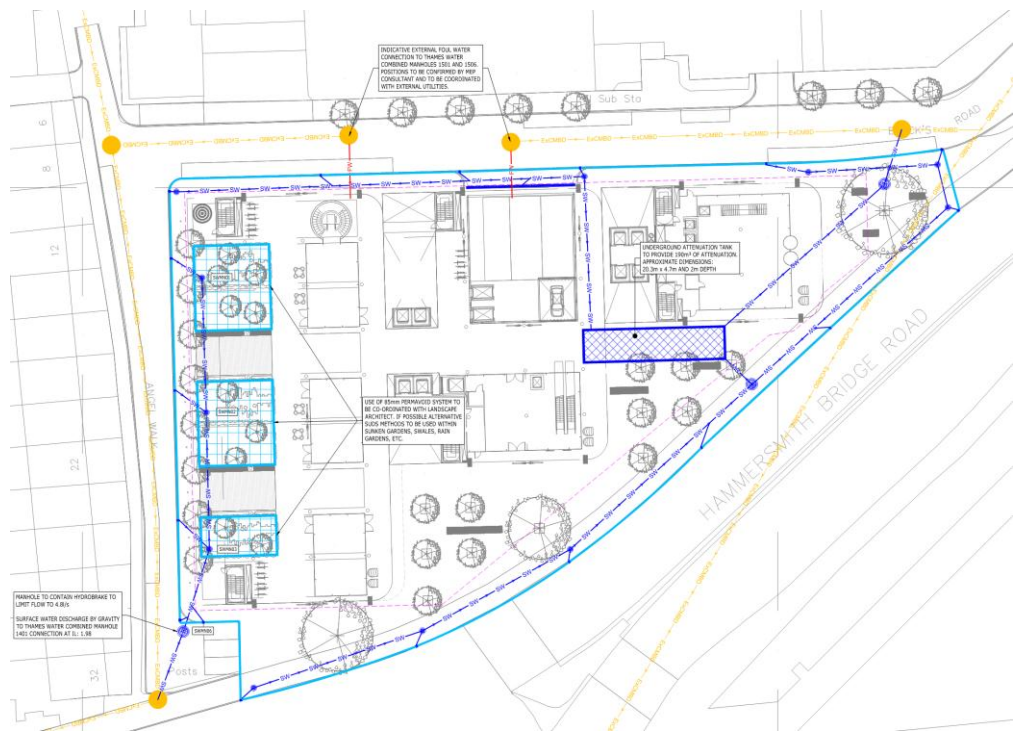 INDICATIVE EXTERNAL FOUL WATER
CONNECTION TO THAMES WATER
COMBINED MANHOLES 1501 AND 1506.
POSITIONS TO BE CONFIRMED BY MEP
CONSULTANT AND TO BE COORDINATED
WITH EXTERNAL UTILITIES.
Sub Sto
ROAD
6
8
12
22
32
ANGEL WALK
UNDERGROUND ATTENUATION TANK
TO PROVIDE 190m³ OF ATTENUATION.
APPROXIMATE DIMENSIONS:
20.3m x 4.7m AND 2m DEPTH
USE OF 85mm PERMAVOID SYSTEM TO
BE CO-ORDINATED WITH LANDSCAPE
ARCHITECT. IF POSSIBLE ALTERNATIVE
SUDS METHODS TO BE USED WITHIN
SUNKEN GARDENS, SWALES, RAIN
GARDENS, ETC.
HAMMERSMITH BRIDGE ROAD
MANHOLE TO CONTAIN HYDROBRAKE TO
LIMIT FLOW TO 4.8l/s
SURFACE WATER DISCHARGE BY GRAVITY
TO THAMES WATER COMBINED MANHOLE
1401 CONNECTION AT IL: 1.98
Posts
SW
FW
ExCMBD